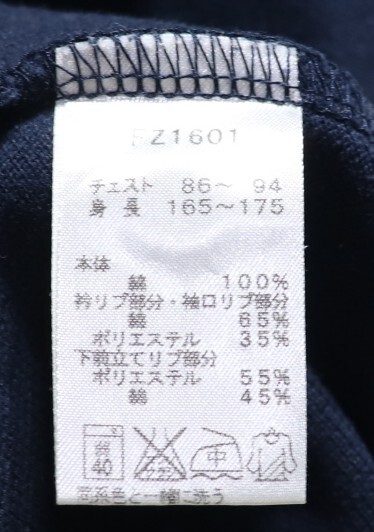 FZ1601
チェスト 86～ 94
身 長 165～175
本体
綿 100%
衿リブ部分・袖口リブ部分
綿 65%
ポリエステル 35%
下前立てリブ部分
ポリエステル 55%
綿 45%
40 中
同系色と一緒に洗う